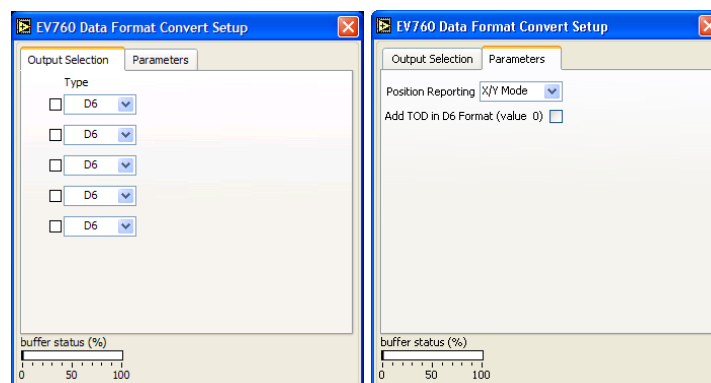 EV760 Data Format Convert Setup
Output Selection Parameters
Type
D6
D6
D6
D6
D6
buffer status (%)
0 50 100
EV760 Data Format Convert Setup
Output Selection Parameters
Position Reporting X/Y Mode
Add TOD in D6 Format (value 0)
buffer status (%)
0 50 100